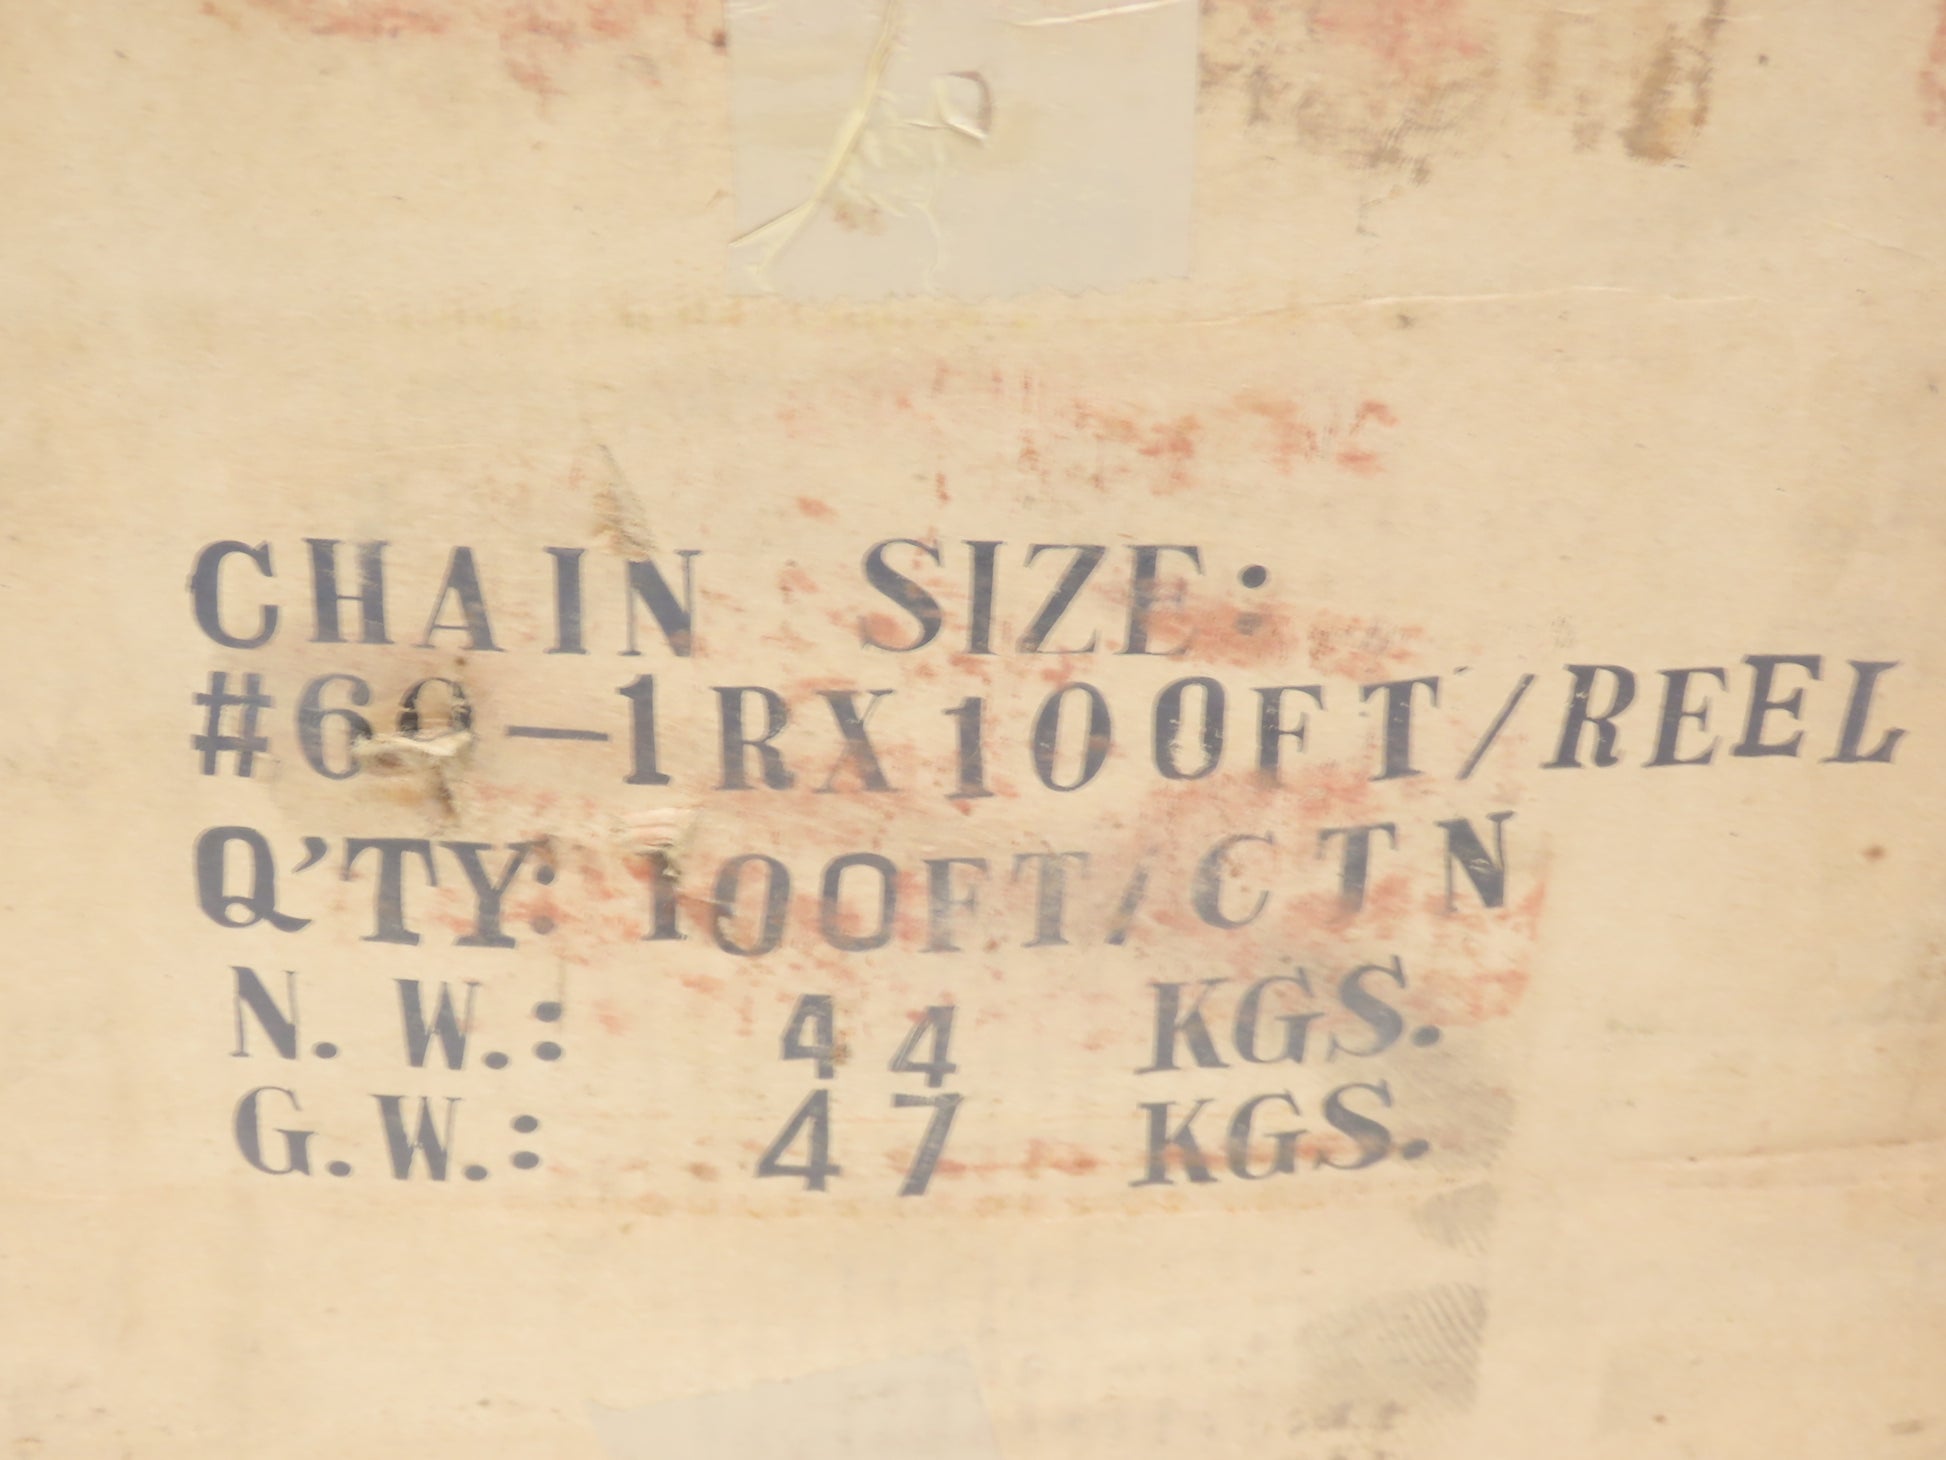 CHAIN SIZE:
#60-1RX100FT/REEL
Q'TY: 100FT/CTN
N.W.: 44 KGS.
G.W.: 47 KGS.